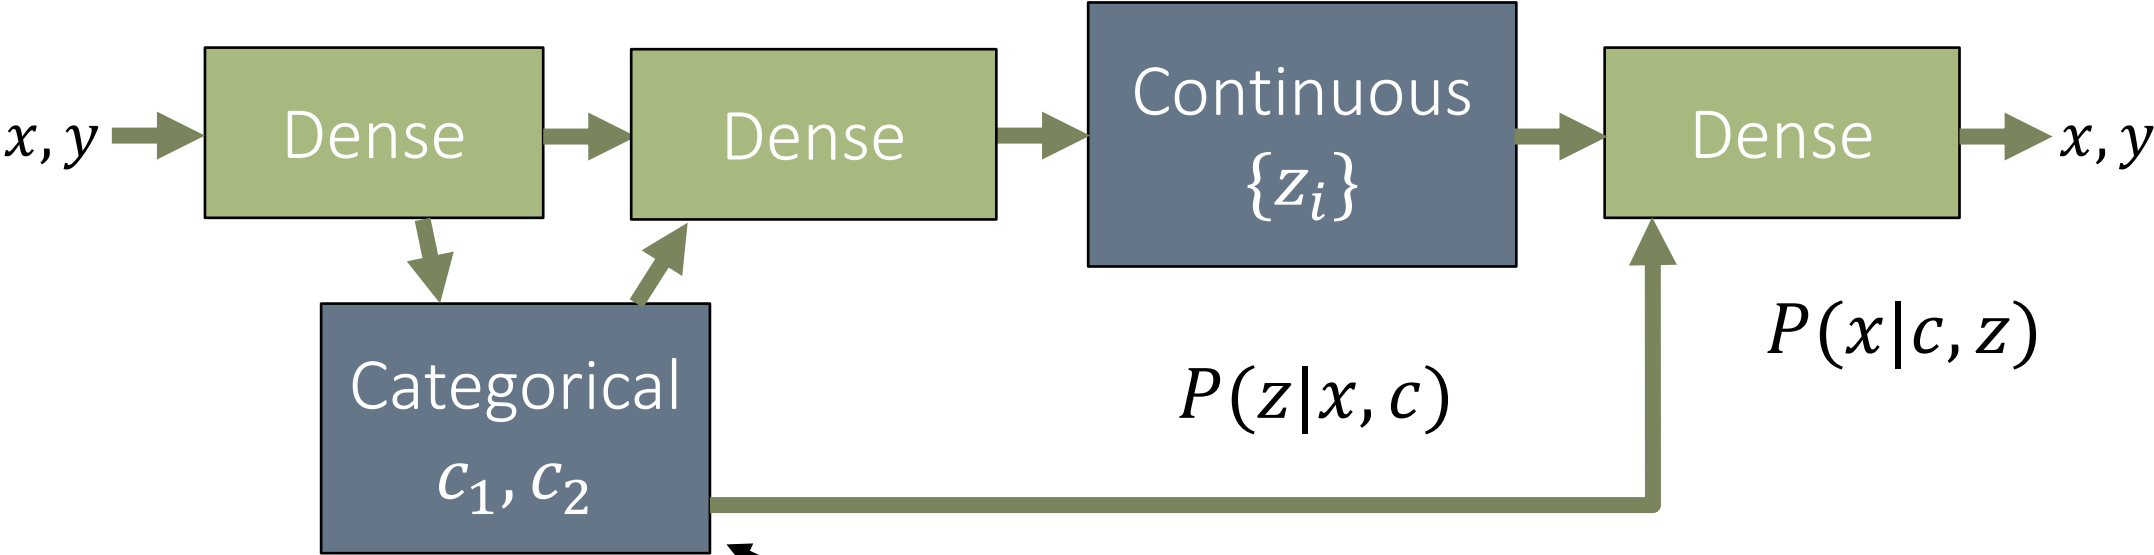 x, y
Dense
Dense
Continuous
{z_i}
Dense
x, y
Categorical
c_1, c_2
P(z|x, c)
P(x|c, z)